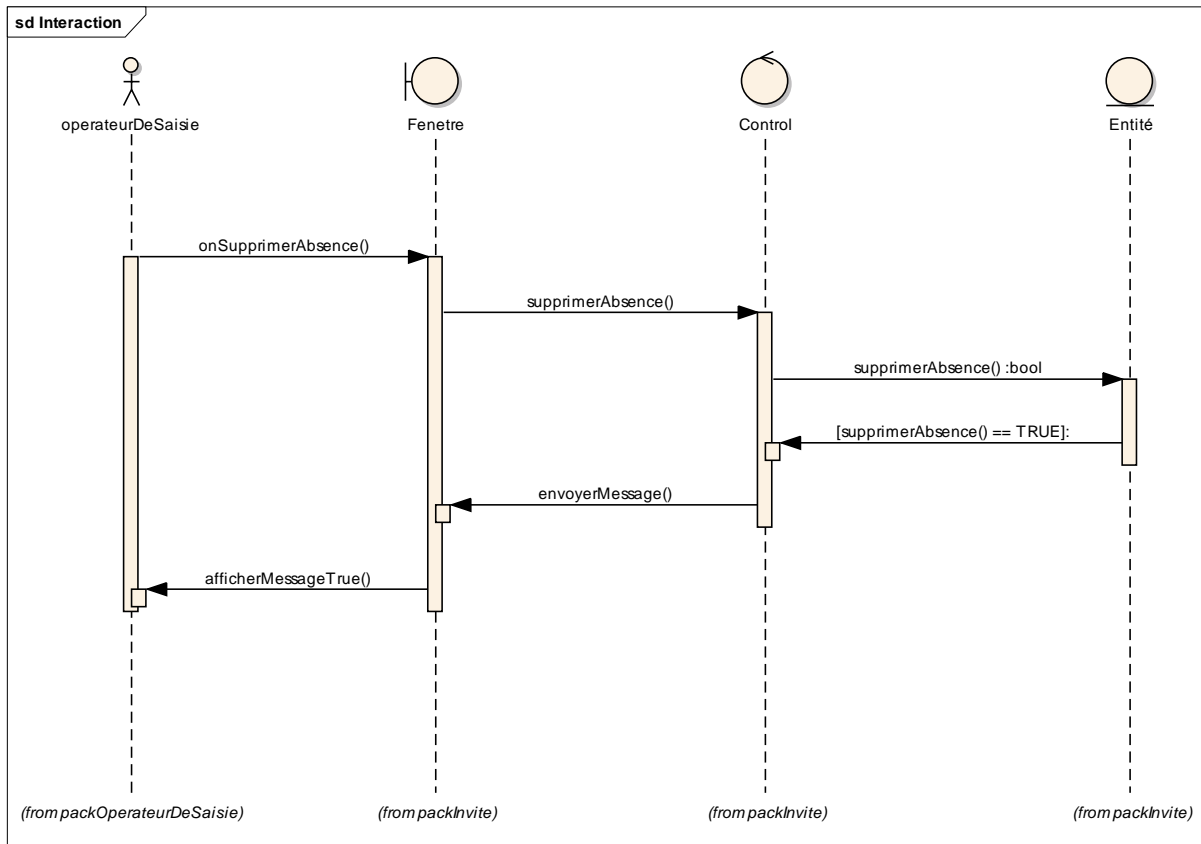 sd Interaction
operateurDeSaisie
Fenetre
Control
Entité
onSupprimerAbsence()
supprimerAbsence()
supprimerAbsence() :bool
[supprimerAbsence() == TRUE]:
envoyerMessage()
afficherMessageTrue()
(from packOperateurDeSaisie)
(from packInvite)
(from packInvite)
(from packInvite)